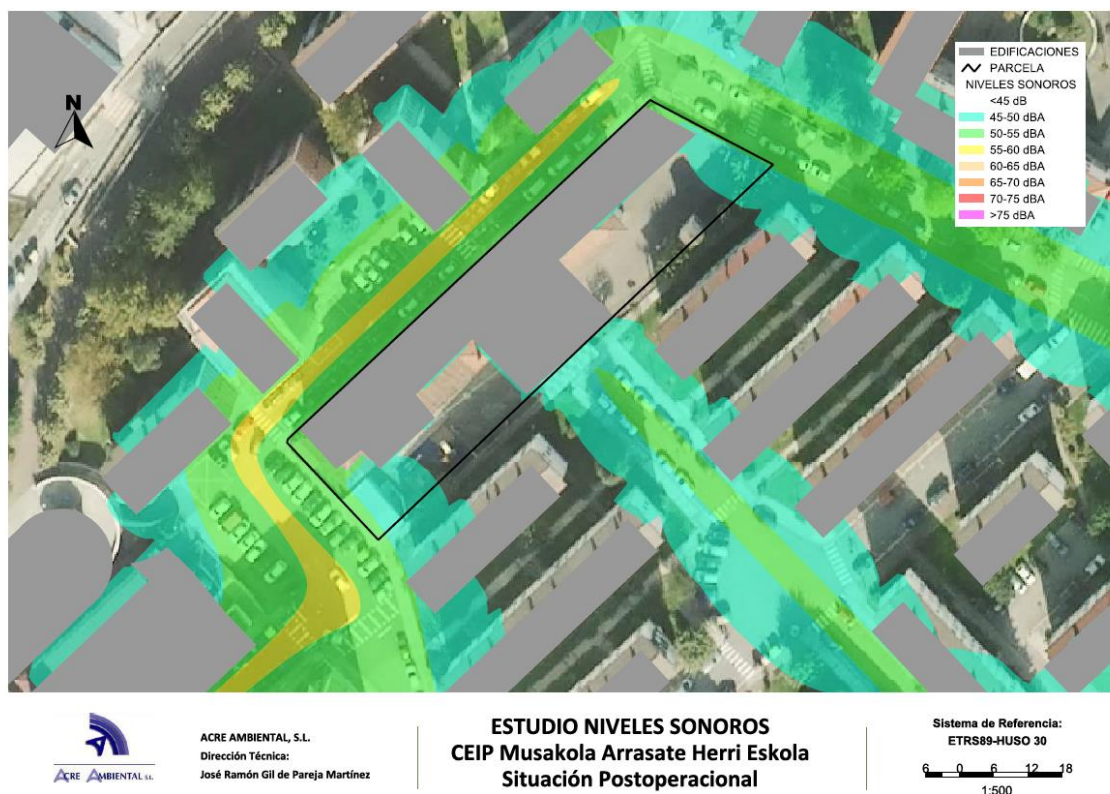 N
EDIFICACIONES
PARCELA
NIVELES SONOROS
<45 dB
45-50 dBA
50-55 dBA
55-60 dBA
60-65 dBA
65-70 dBA
70-75 dBA
>75 dBA
ACRE AMBIENTAL S.L.
ACRE AMBIENTAL, S.L.
Dirección Técnica:
José Ramón Gil de Pareja Martínez
ESTUDIO NIVELES SONOROS
CEIP Musakola Arrasate Herri Eskola
Situación Postoperacional
Sistema de Referencia:
ETRS89-HUSO 30
6 0 6 12 18
1:500